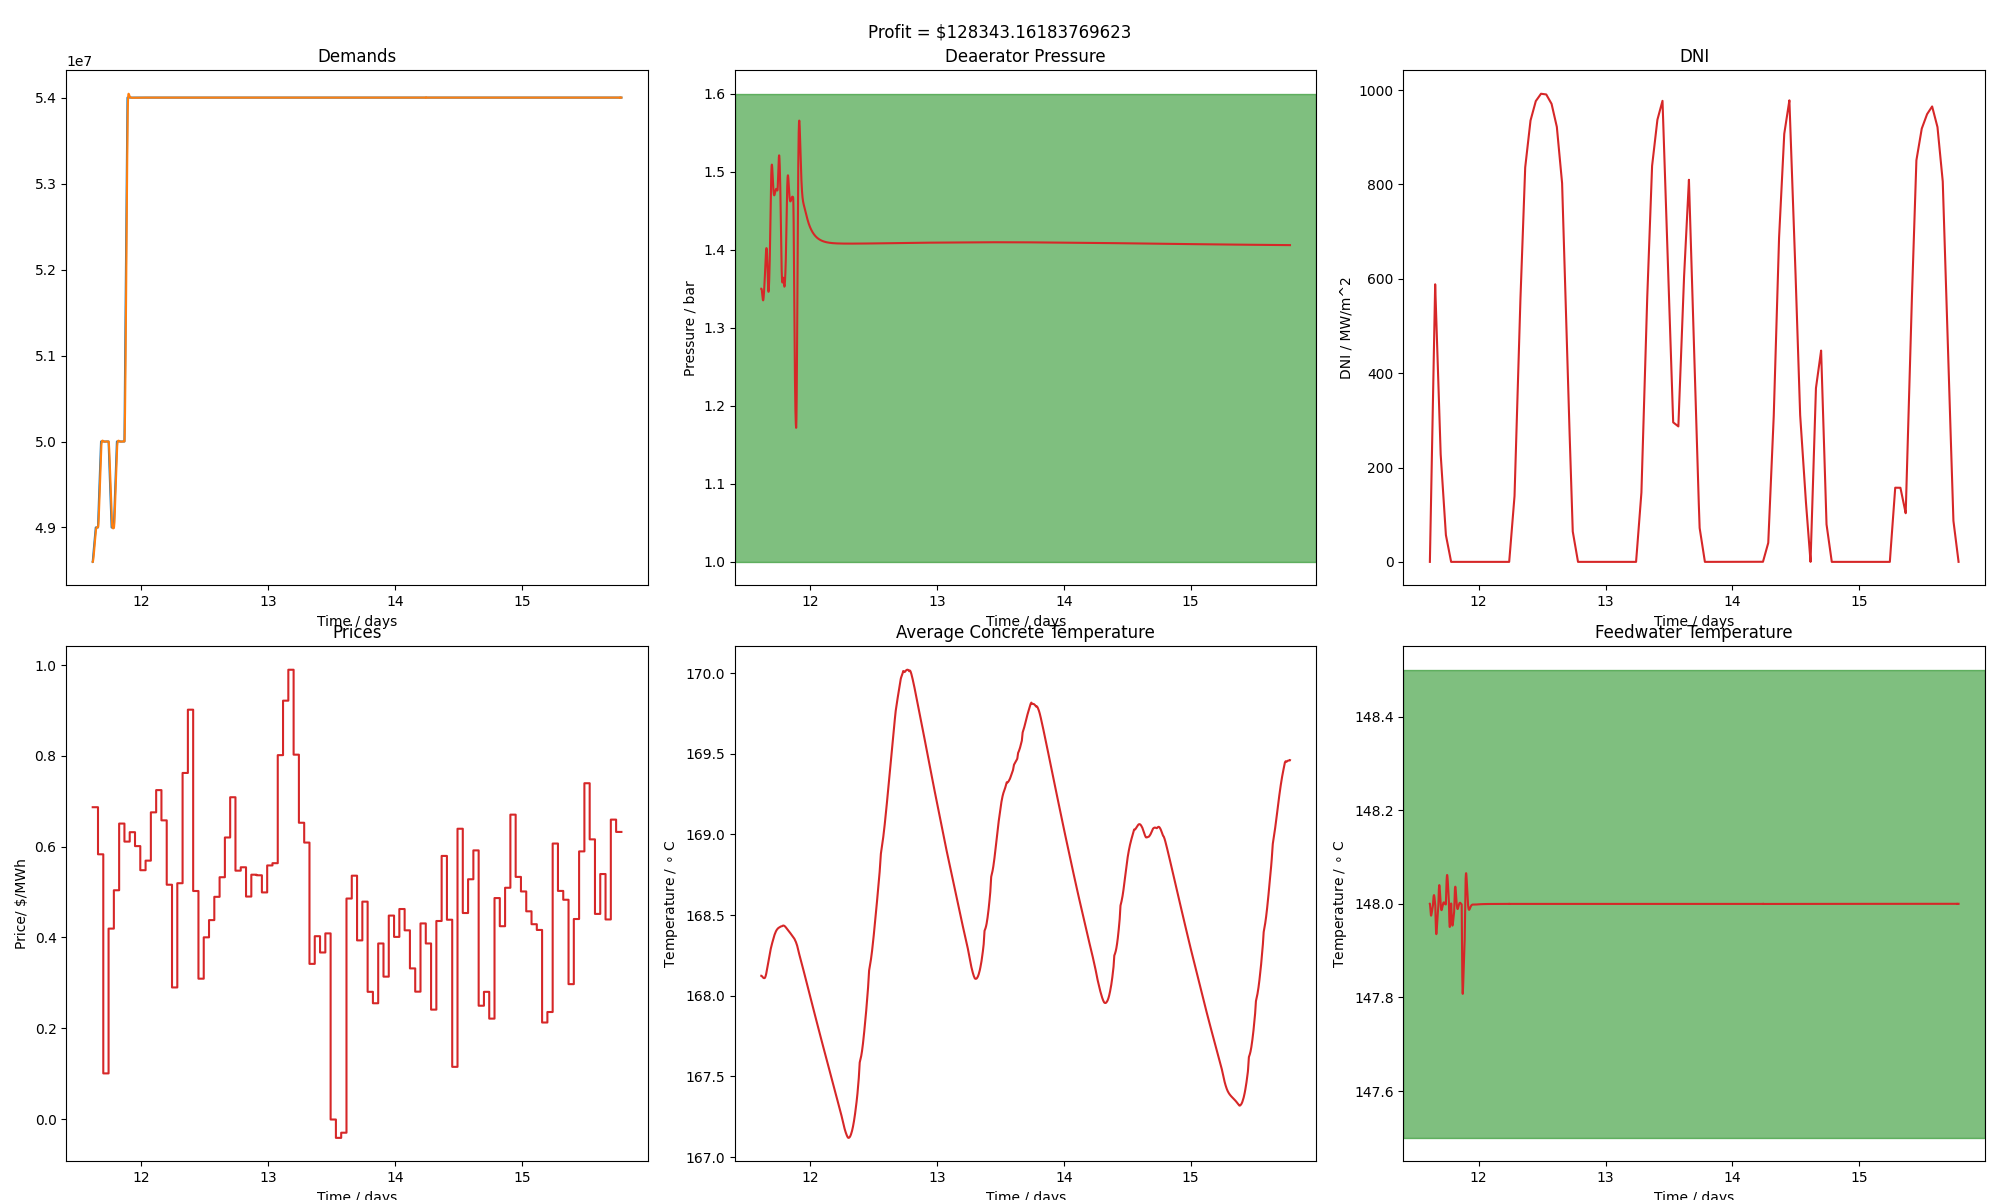 Profit = $128343.16183769623
Demands
1e7
5.4
5.3
5.2
5.1
5.0
4.9
12 13 14 15
Time / days
Deaerator Pressure
Pressure / bar
1.6
1.5
1.4
1.3
1.2
1.1
1.0
12 13 14 15
Time / days
DNI
DNI / MW/m^2
1000
800
600
400
200
0
12 13 14 15
Time / days
Prices
Price/ $/MWh
1.0
0.8
0.6
0.4
0.2
0.0
12 13 14 15
Time / days
Average Concrete Temperature
Temperature / ∘ C
170.0
169.5
169.0
168.5
168.0
167.5
167.0
12 13 14 15
Time / days
Feedwater Temperature
Temperature / ∘ C
148.4
148.2
148.0
147.8
147.6
12 13 14 15
Time / days